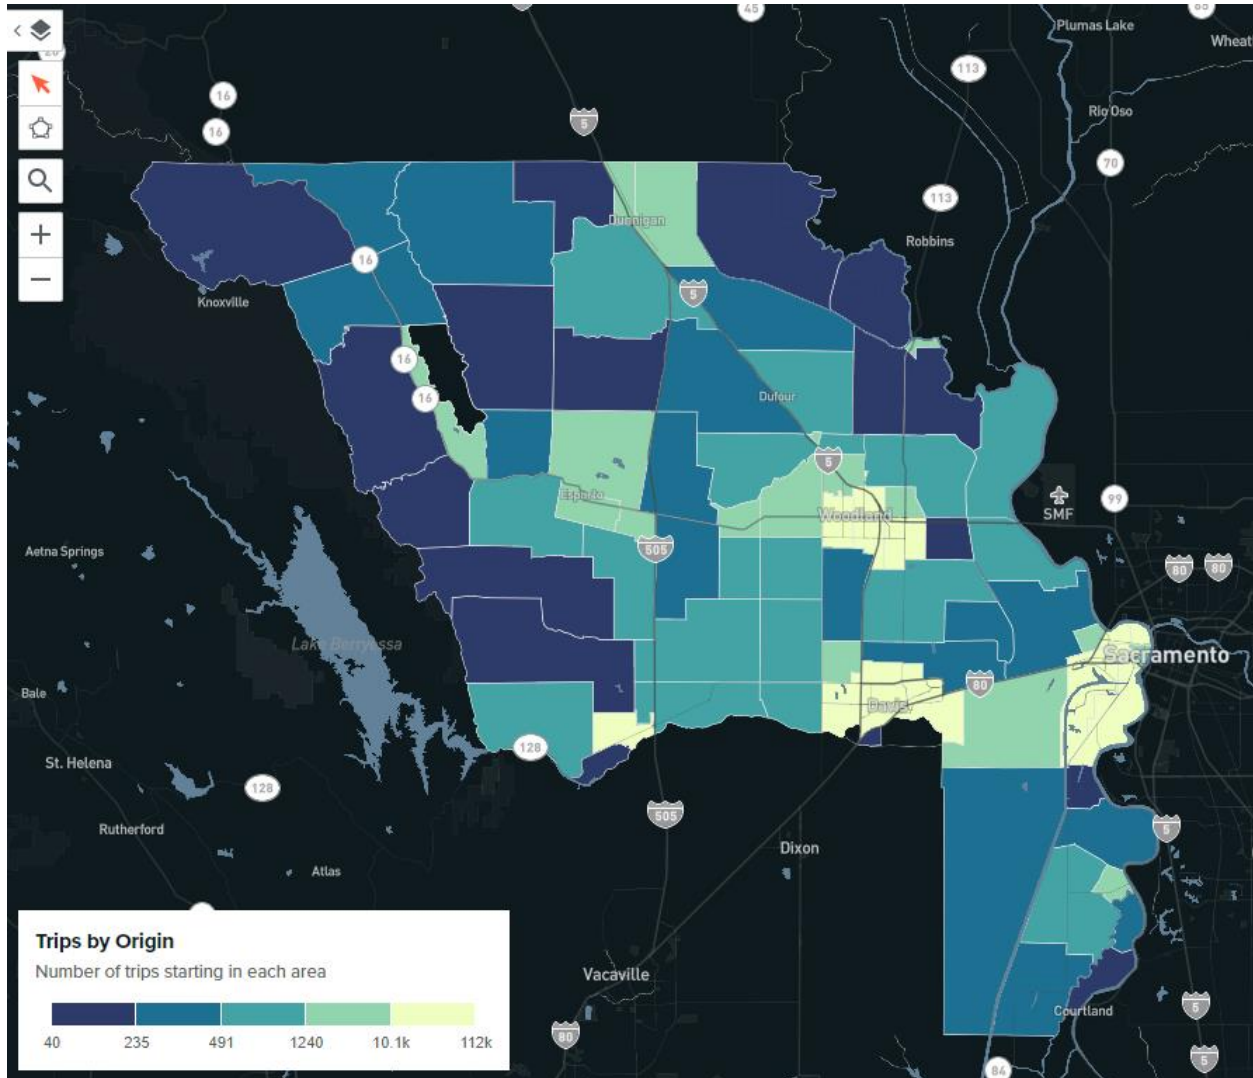 45
85
Plumas Lake
Wheat
113
16
16
5
Rio Oso
70
113
Dunnigan
Robbins
16
5
Knoxville
16
16
Dufour
5
Esparto
99
SMF
Woodland
Aetna Springs
505
80
80
Lake Berryessa
Sacramento
80
Bale
Davis
128
St. Helena
128
505
5
Rutherford
Dixon
Atlas
Trips by Origin
Number of trips starting in each area
40 235 491 1240 10.1k 112k
Vacaville
80
Courtland
5
5
84